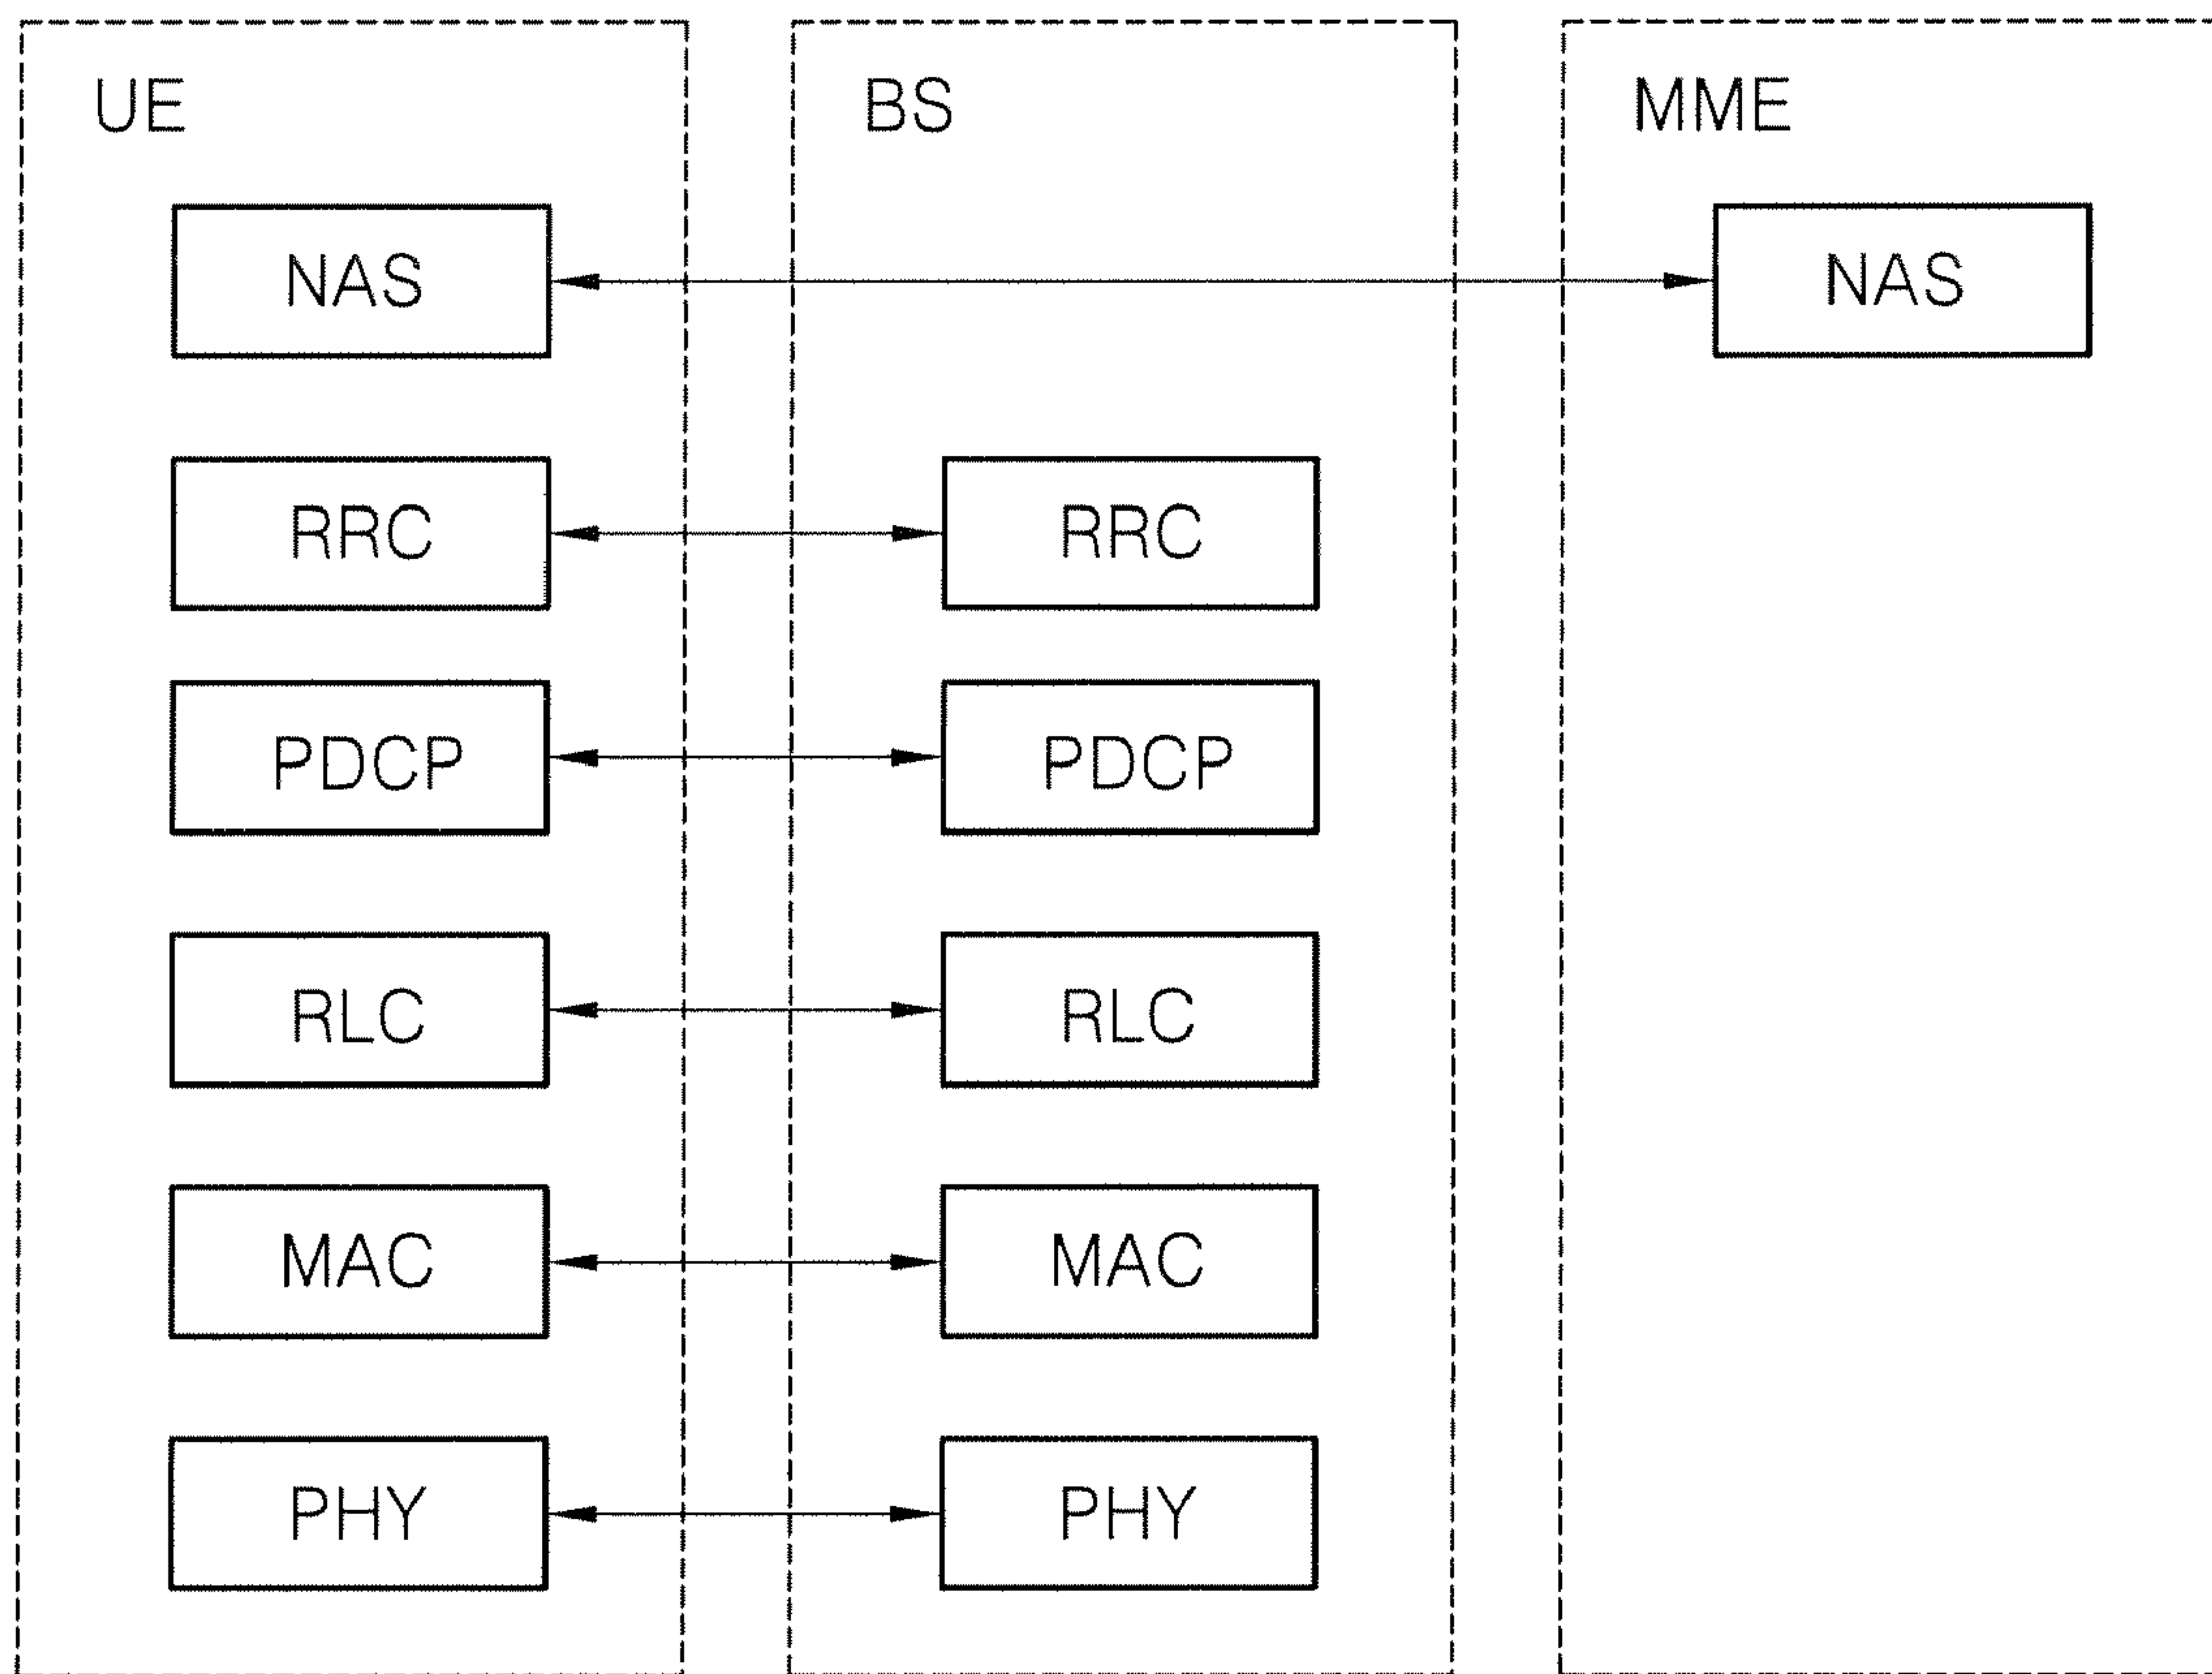 UE BS MME
NAS NAS
RRC RRC
PDCP PDCP
RLC RLC
MAC MAC
PHY PHY